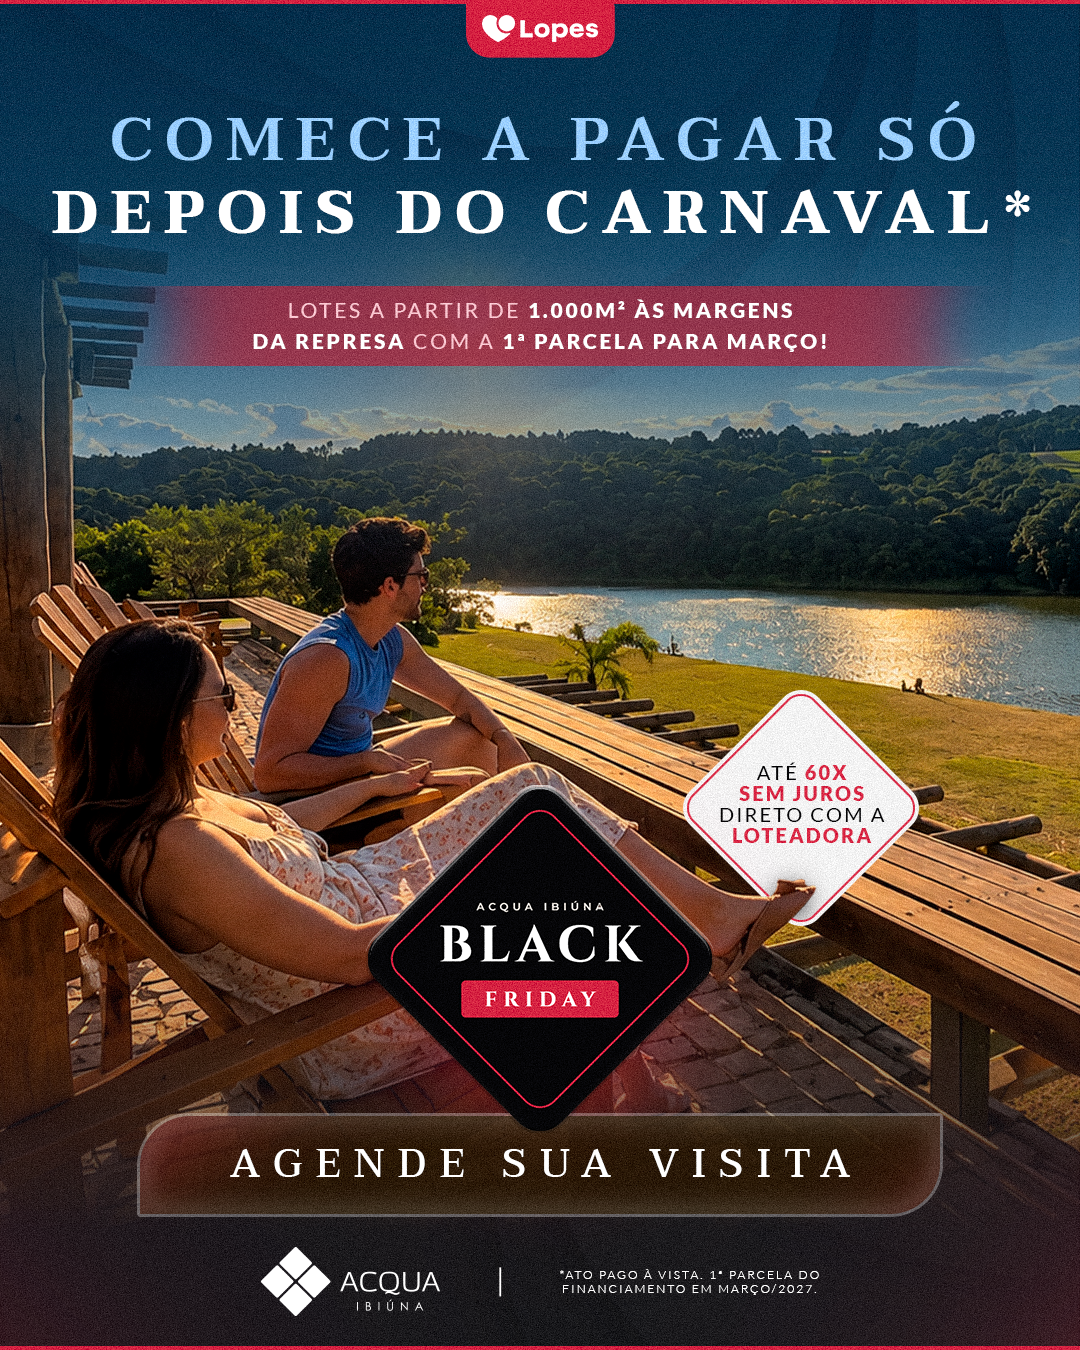 Lopes
COMECE A PAGAR SÓ
DEPOIS DO CARNAVAL*
LOTES A PARTIR DE 1.000M² ÀS MARGENS
DA REPRESA COM A 1ª PARCELA PARA MARÇO!
ATÉ 60X
SEM JUROS
DIRETO COM A
LOTEADORA
ACQUA IBIÚNA
BLACK
FRIDAY
AGENDE SUA VISITA
ACQUA
IBIÚNA
*ATO PAGO À VISTA. 1ª PARCELA DO
FINANCIAMENTO EM MARÇO/2027.